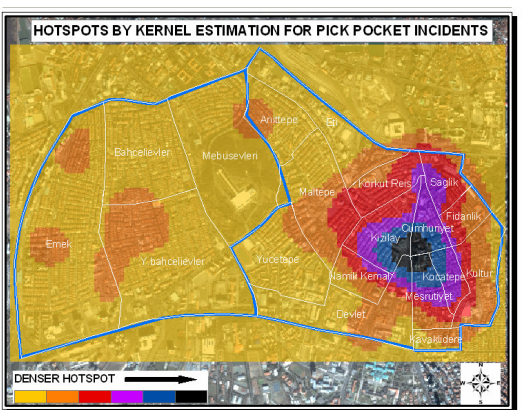 HOTSPOTS BY KERNEL ESTIMATION FOR PICK POCKET INCIDENTS
Anittepe
Eti
Bahcelievler
Mebusevleri
Maltepe
Korkut Reis
Saglik
Fidanlik
Cumhuriyet
Kizilay
Emek
Y.bahcelievler
Yucetepe
Namik Kemal
Kocatepe
Kultur
Mesrutiyet
Devlet
Kavaklidere
DENSER HOTSPOT
N
W
E
S